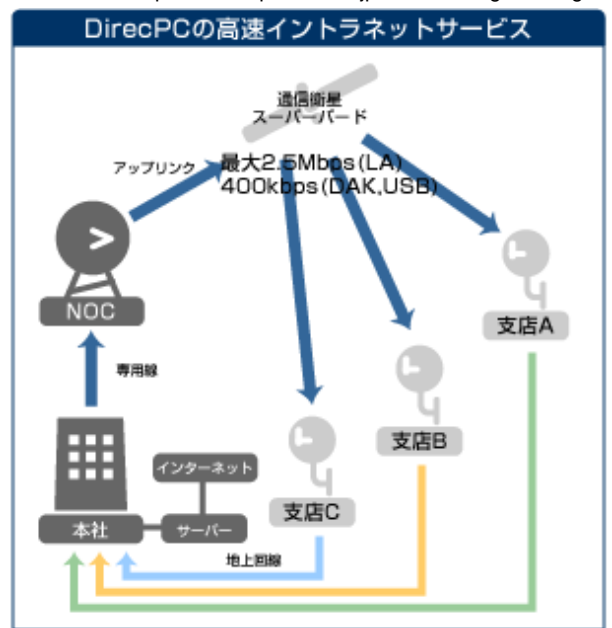 DirecPCの高速イントラネットサービス
通信衛星
スーパーバード
アップリンク
最大2.5Mbps(LA)
400kbps(DAK,USB)
NOC
支店A
専用線
支店B
インターネット
支店C
本社
サーバー
地上回線